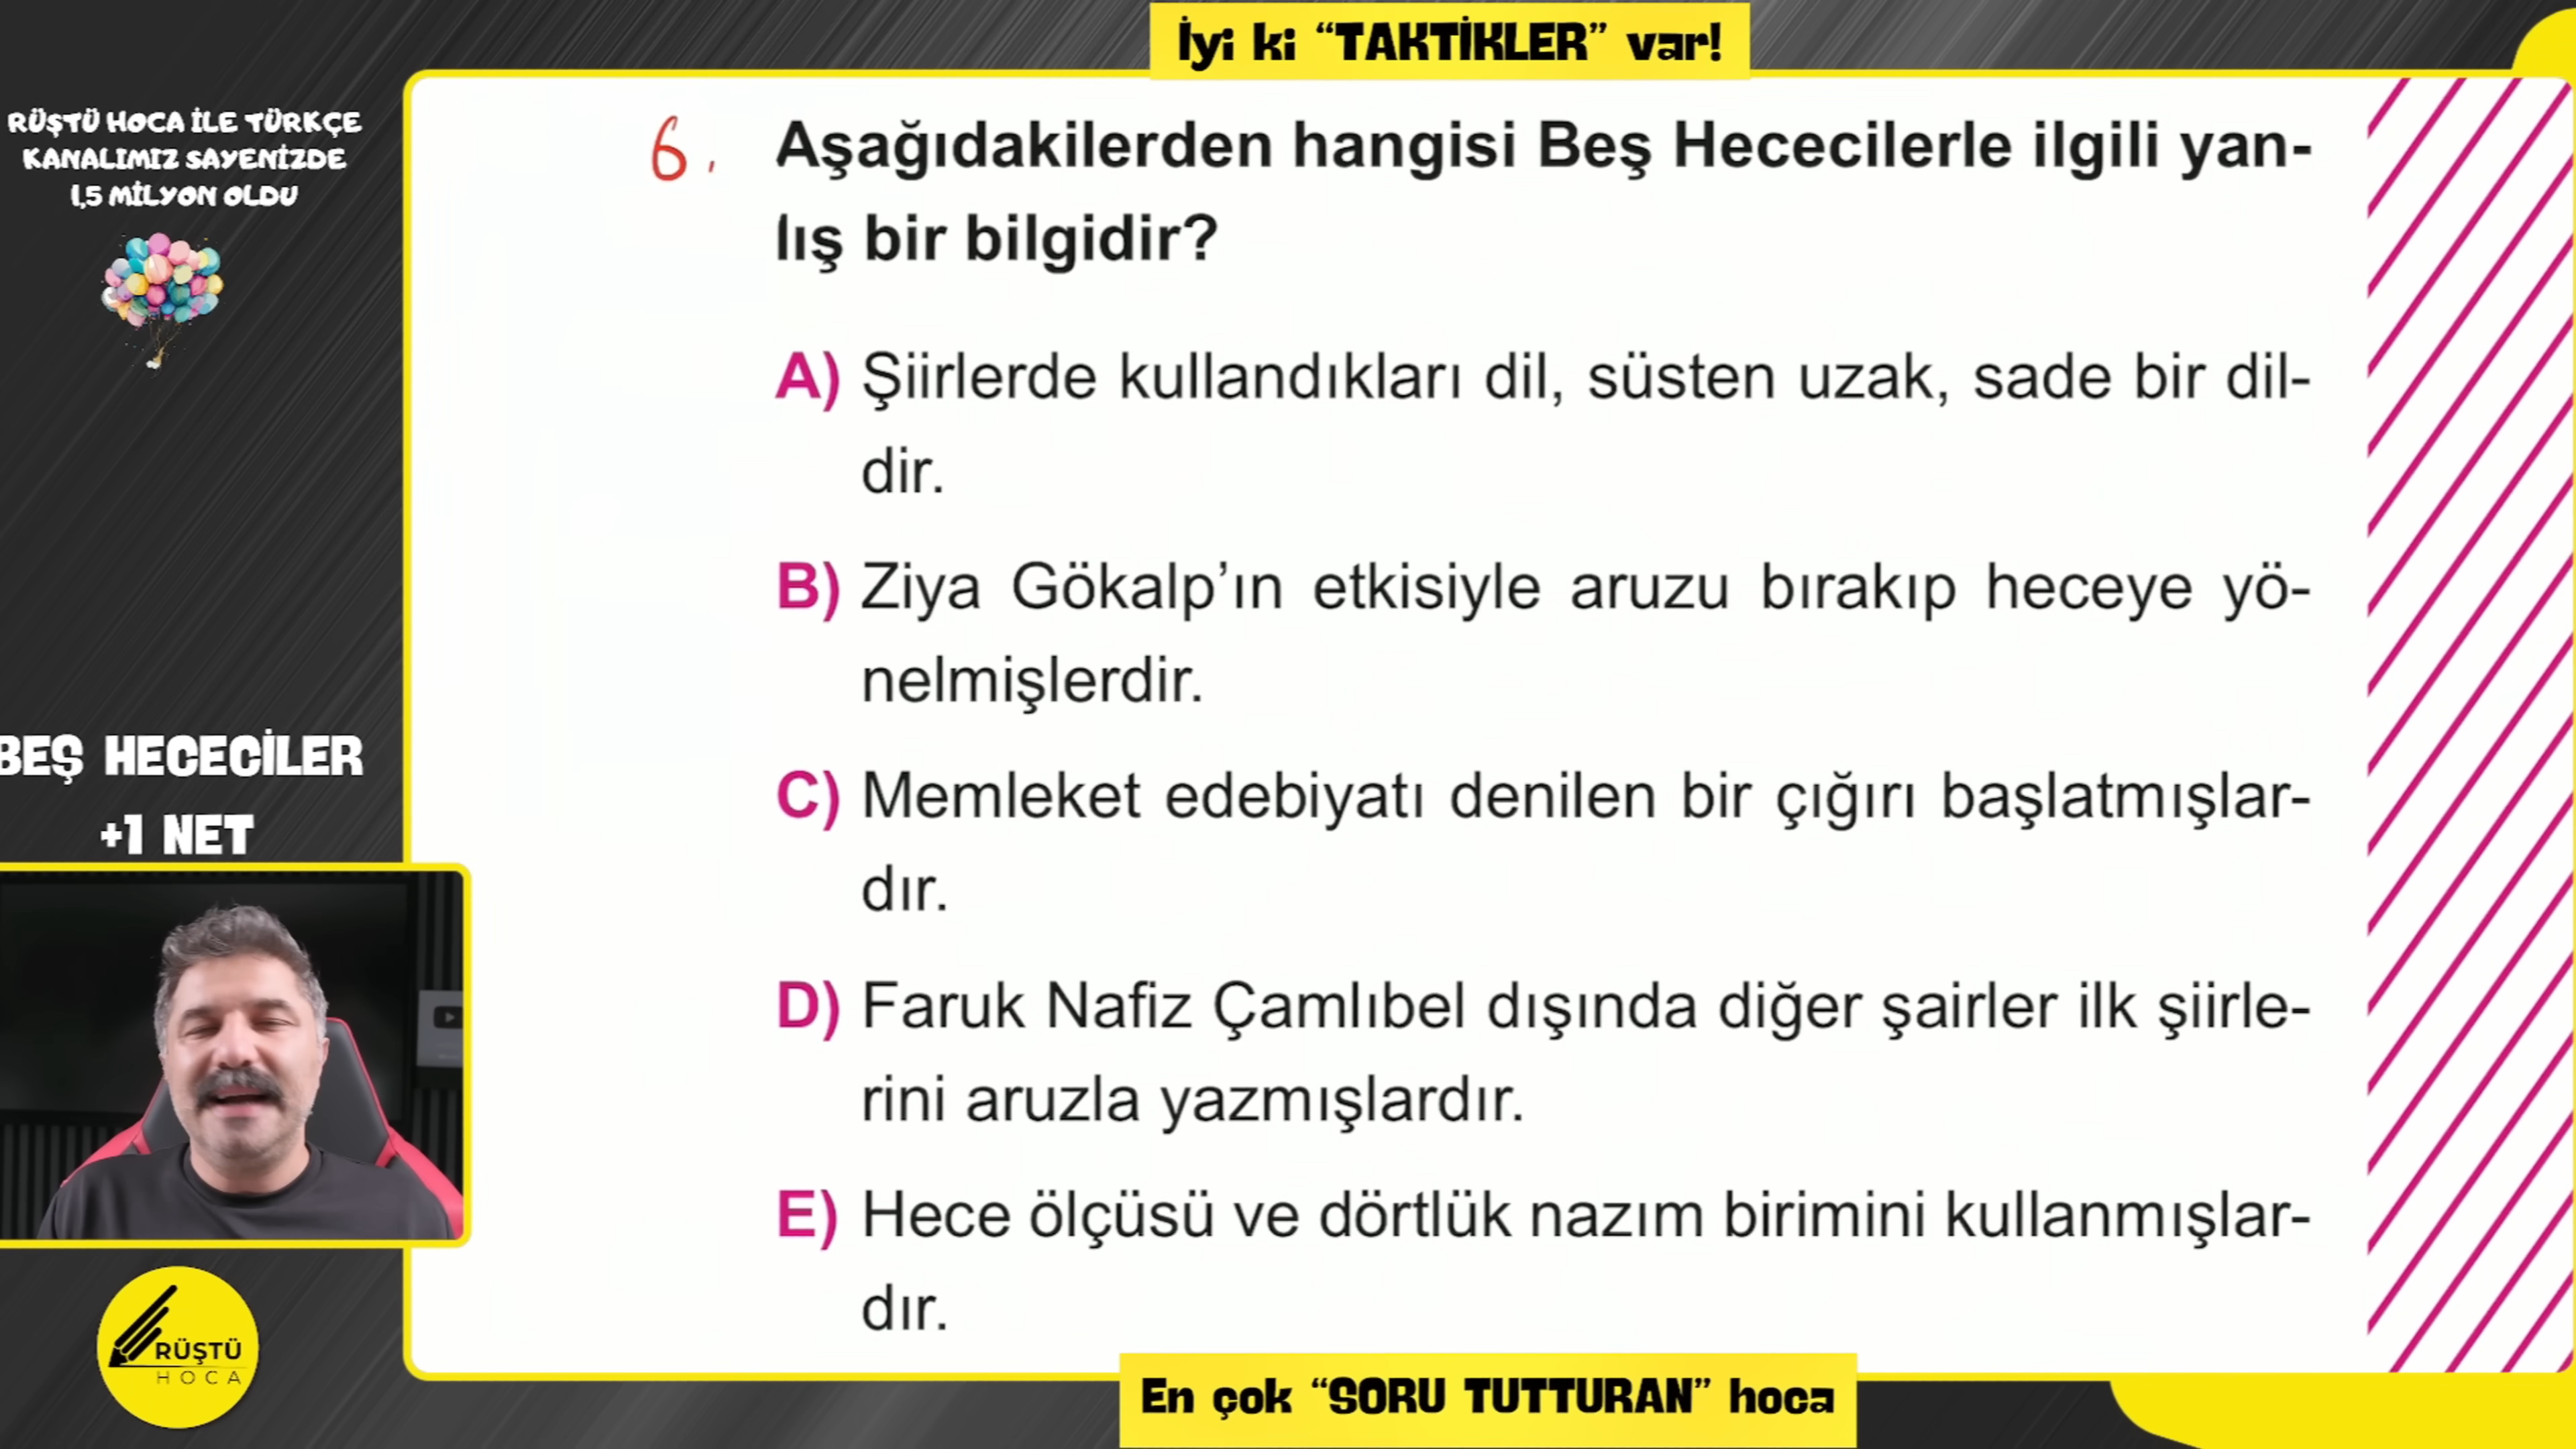 İyi ki “TAKTİKLER” var!
RÜŞTÜ HOCA İLE TÜRKÇE
KANALIMIZ SAYENİZDE
1,5 MİLYON OLDU
6.
Aşağıdakilerden hangisi Beş Hececilerle ilgili yan-
lış bir bilgidir?
A) Şiirlerde kullandıkları dil, süsten uzak, sade bir dil-
dir.
B) Ziya Gökalp’ın etkisiyle aruzu bırakıp heceye yö-
nelmişlerdir.
C) Memleket edebiyatı denilen bir çığırı başlatmışlar-
dır.
D) Faruk Nafiz Çamlıbel dışında diğer şairler ilk şiirle-
rini aruzla yazmışlardır.
E) Hece ölçüsü ve dörtlük nazım birimini kullanmışlar-
dır.
BEŞ HECECİLER
+1 NET
RÜŞTÜ
HOCA
En çok “SORU TUTTURAN” hoca